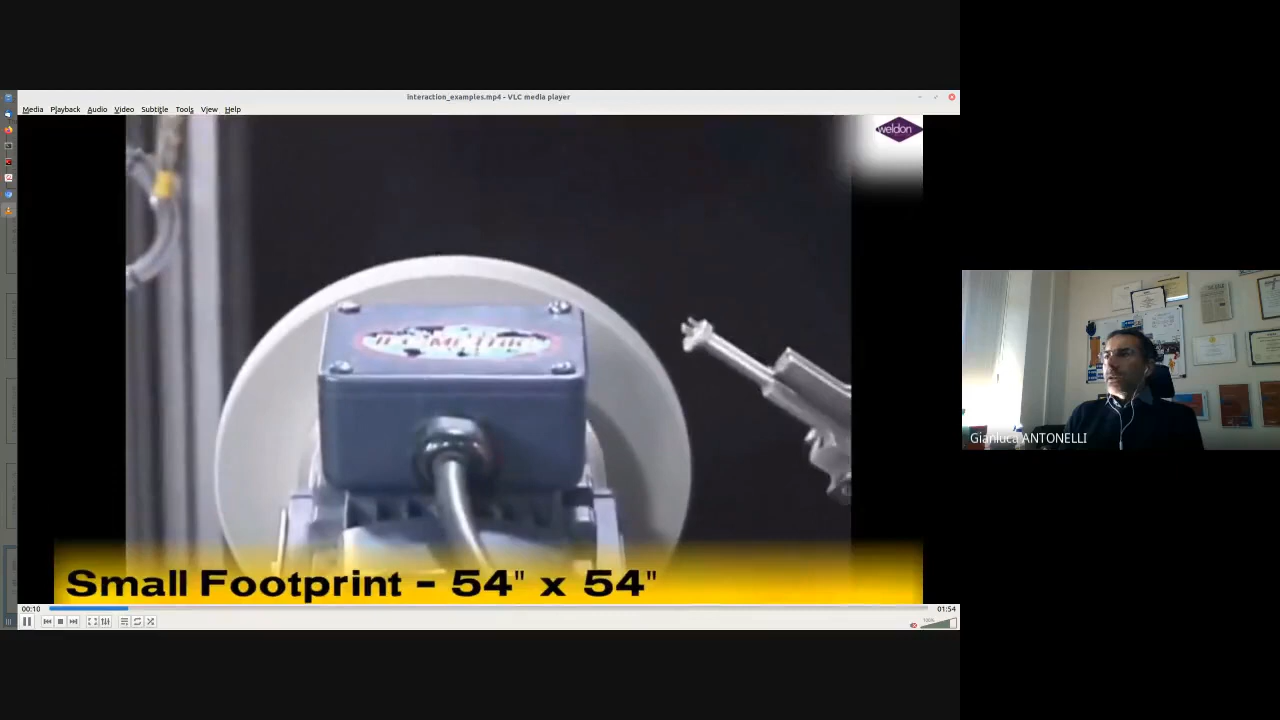 interaction_examples.mp4 - VLC media player
Media Playback Audio Video Subtitle Tools View Help
weldon
Small Footprint - 54" x 54"
00:10
01:54
100%
Gianluca ANTONELLI